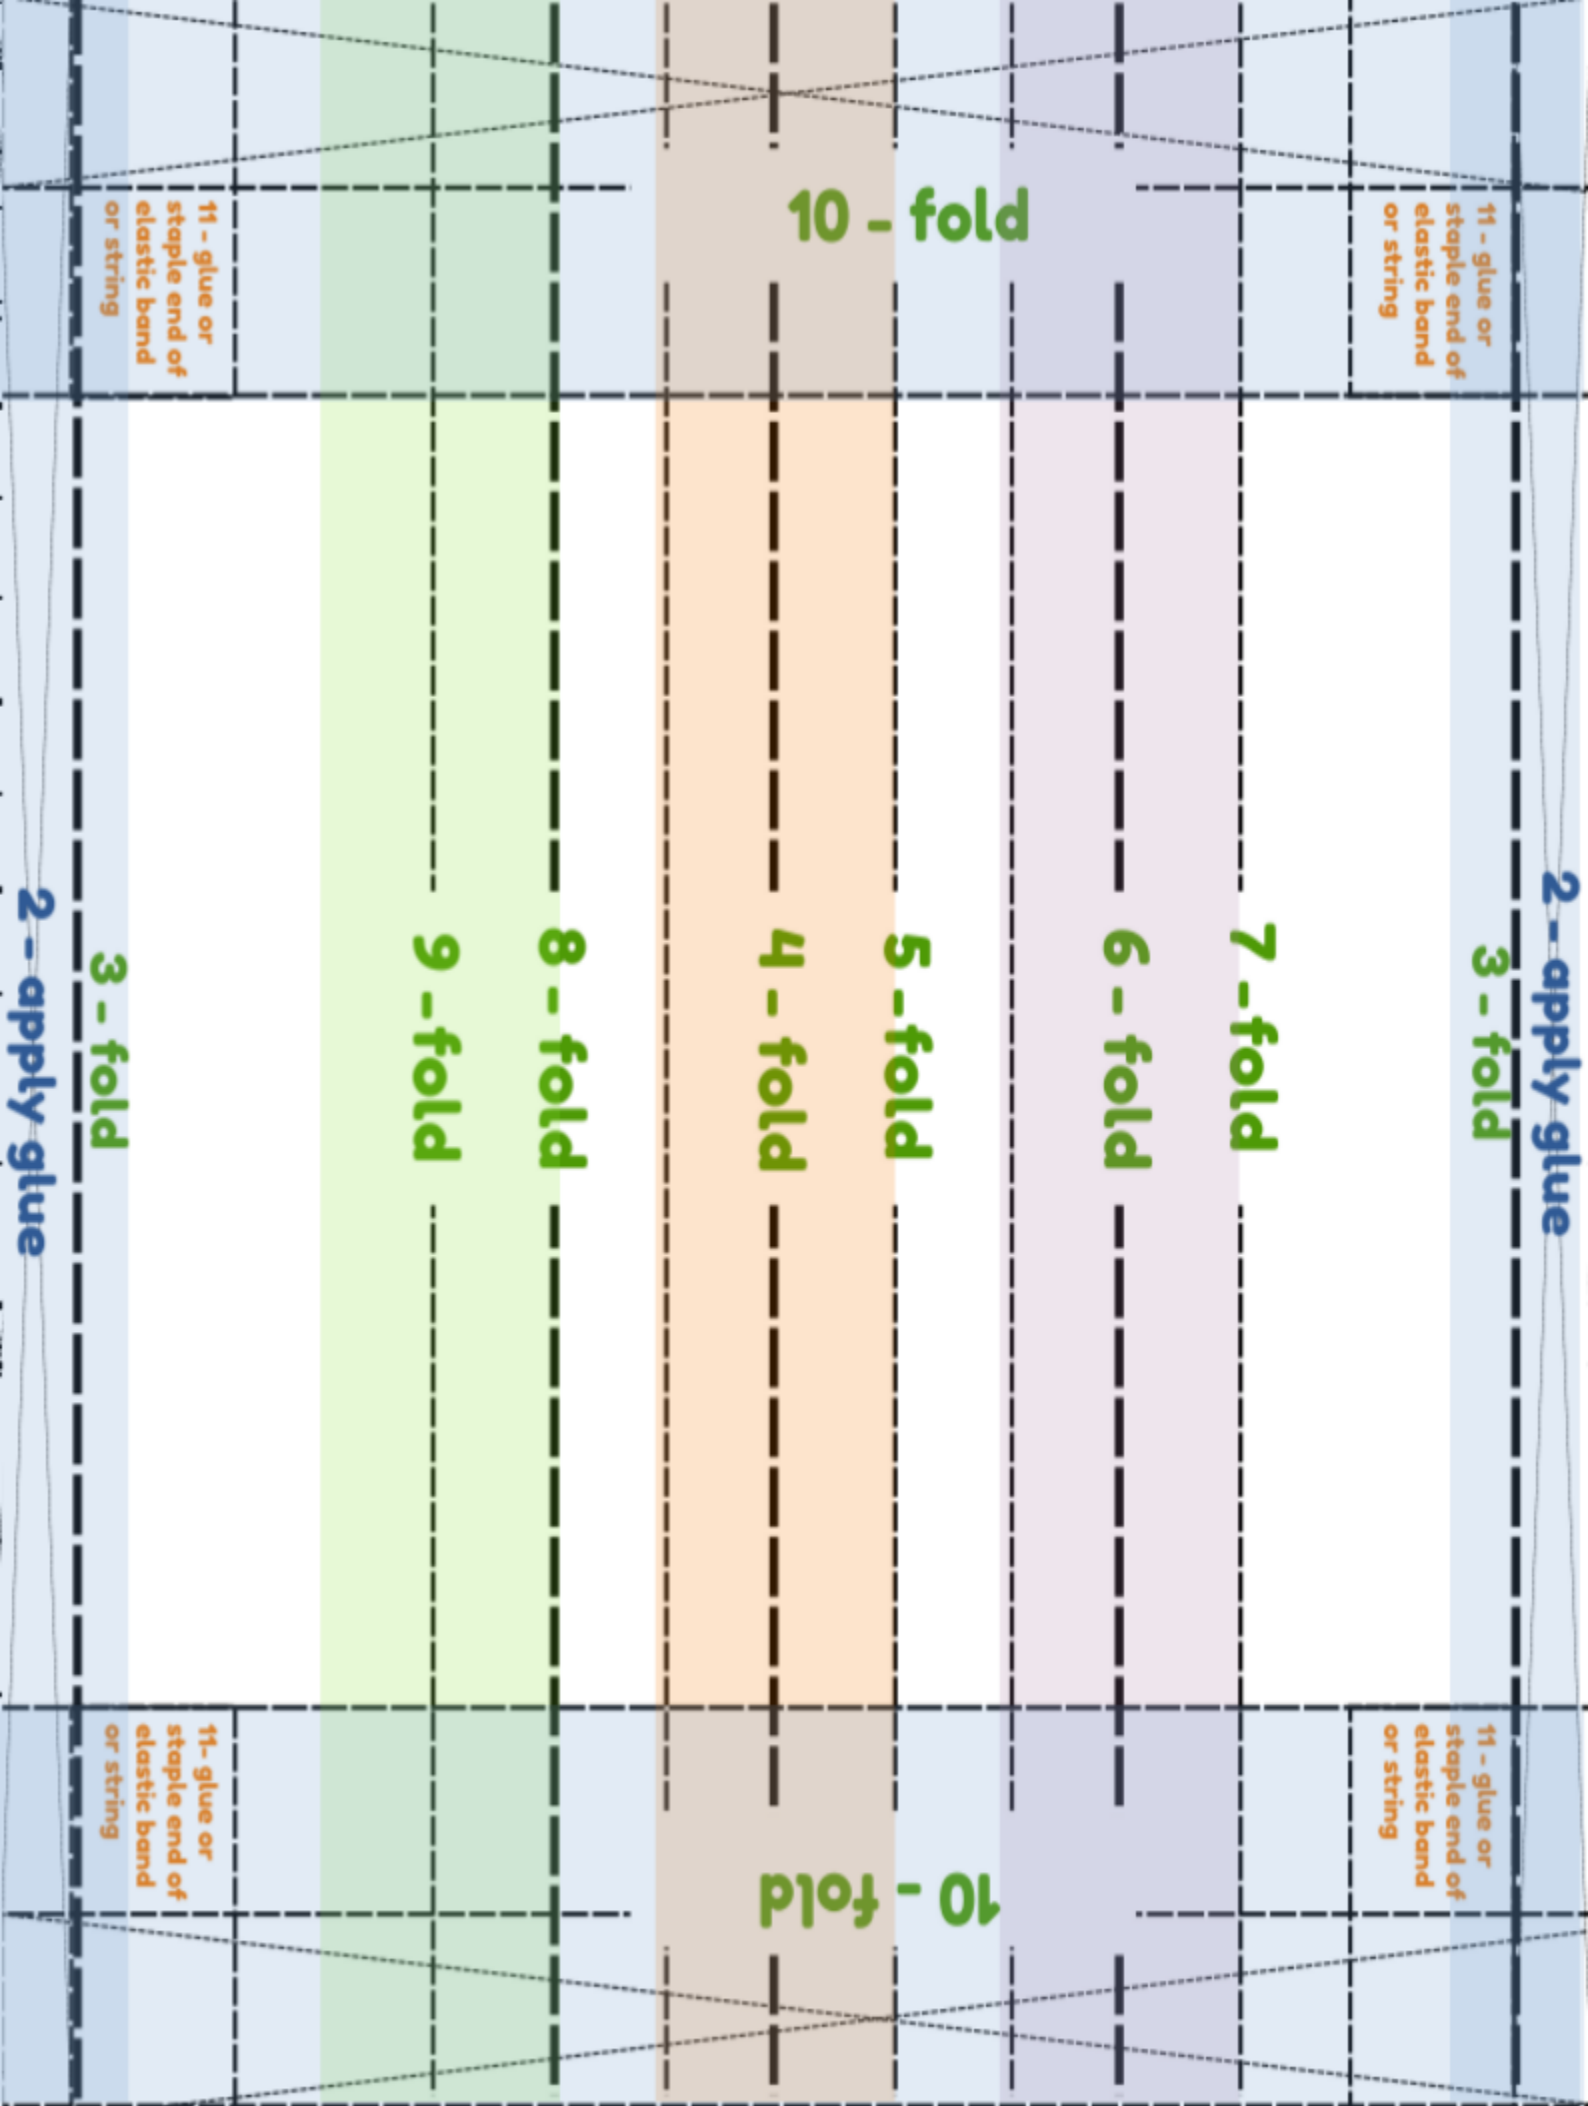 10 - fold
11 - glue or
staple end of
elastic band
or string
11 - glue or
staple end of
elastic band
or string
2 - apply glue
3 - fold
9 - fold
8 - fold
4 - fold
5 - fold
6 - fold
7 - fold
3 - fold
2 - apply glue
11- glue or
staple end of
elastic band
or string
11 - glue or
staple end of
elastic band
or string
10 - fold